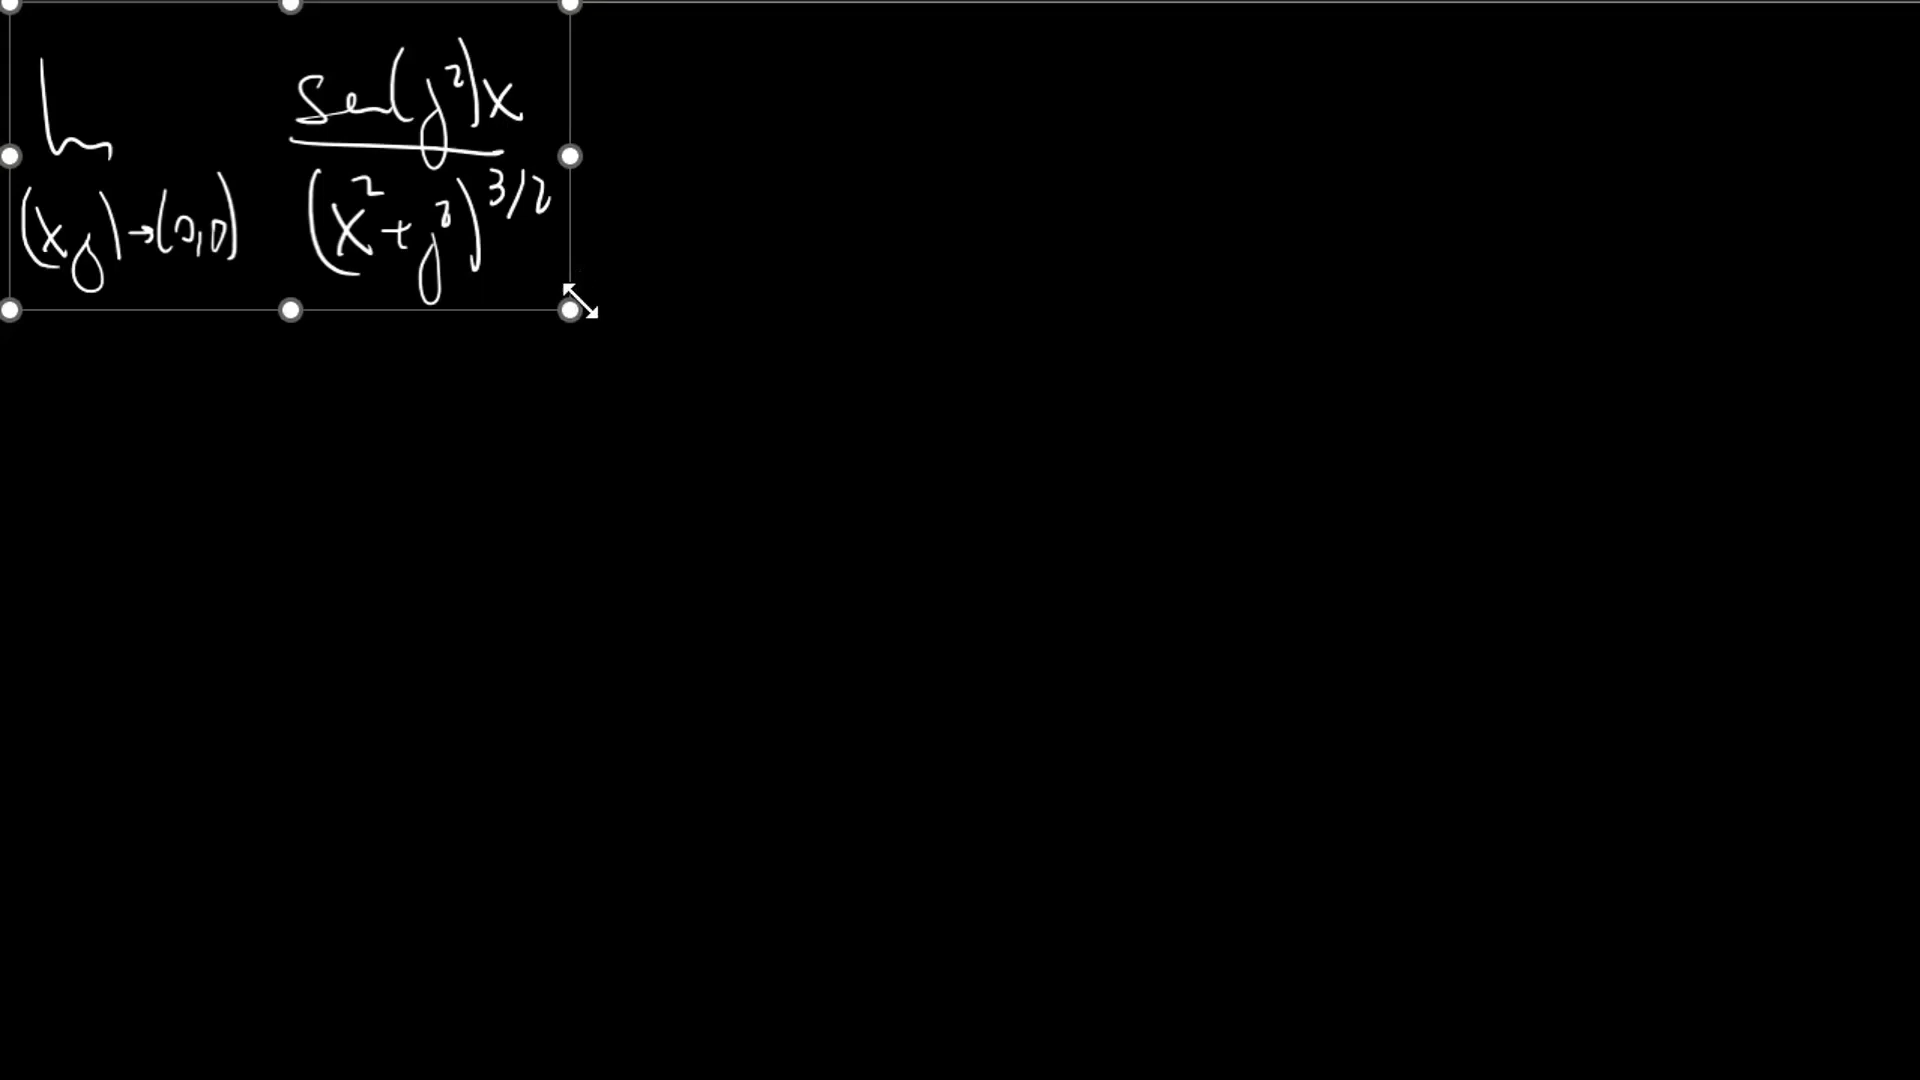 lim sen(y²)x
(x,y)→(0,0) (x²+y²)^3/2